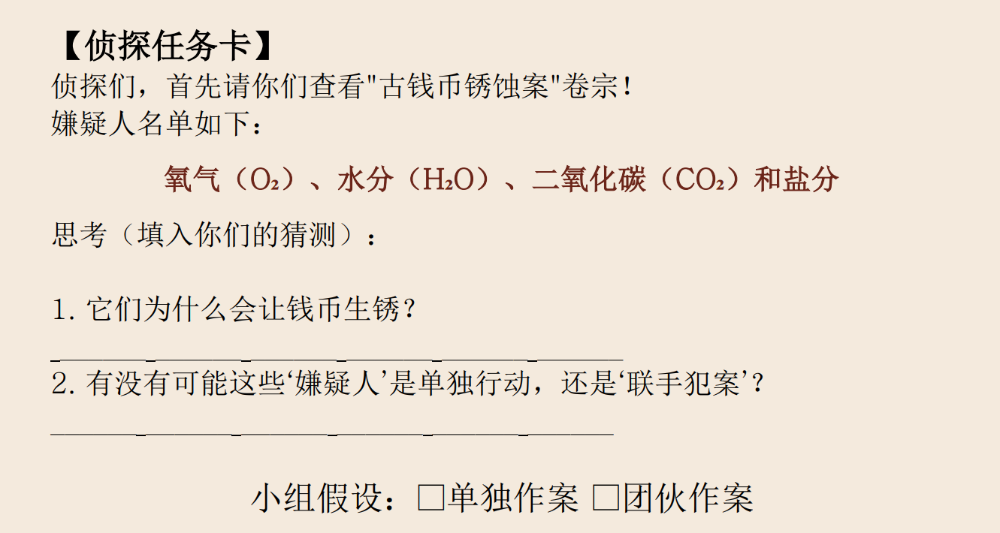 【侦探任务卡】
侦探们，首先请你们查看"古钱币锈蚀案"卷宗！
嫌疑人名单如下：
氧气（O₂）、水分（H₂O）、二氧化碳（CO₂）和盐分
思考（填入你们的猜测）：
1. 它们为什么会让钱币生锈？
2. 有没有可能这些‘嫌疑人’是单独行动，还是‘联手犯案’？
小组假设：□单独作案 □团伙作案